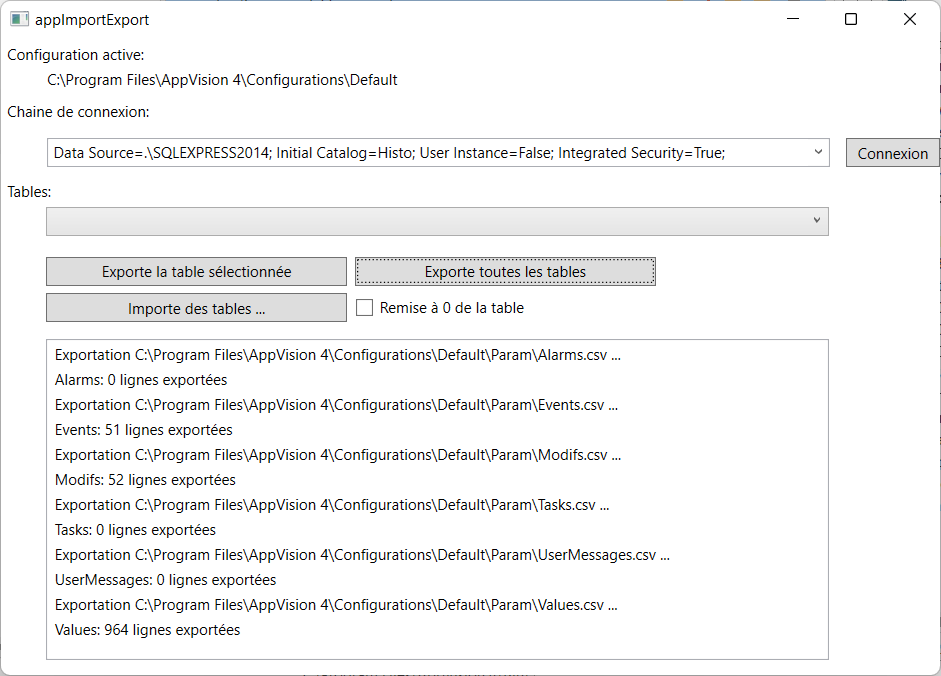 appImportExport
Configuration active:
C:\Program Files\AppVision 4\Configurations\Default
Chaine de connexion:
Data Source=.\SQLEXPRESS2014; Initial Catalog=Histo; User Instance=False; Integrated Security=True;
Connexion
Tables:
Exporte la table sélectionnée
Exporte toutes les tables
Importe des tables ...
Remise à 0 de la table
Exportation C:\Program Files\AppVision 4\Configurations\Default\Param\Alarms.csv ...
Alarms: 0 lignes exportées
Exportation C:\Program Files\AppVision 4\Configurations\Default\Param\Events.csv ...
Events: 51 lignes exportées
Exportation C:\Program Files\AppVision 4\Configurations\Default\Param\Modifs.csv ...
Modifs: 52 lignes exportées
Exportation C:\Program Files\AppVision 4\Configurations\Default\Param\Tasks.csv ...
Tasks: 0 lignes exportées
Exportation C:\Program Files\AppVision 4\Configurations\Default\Param\UserMessages.csv ...
UserMessages: 0 lignes exportées
Exportation C:\Program Files\AppVision 4\Configurations\Default\Param\Values.csv ...
Values: 964 lignes exportées